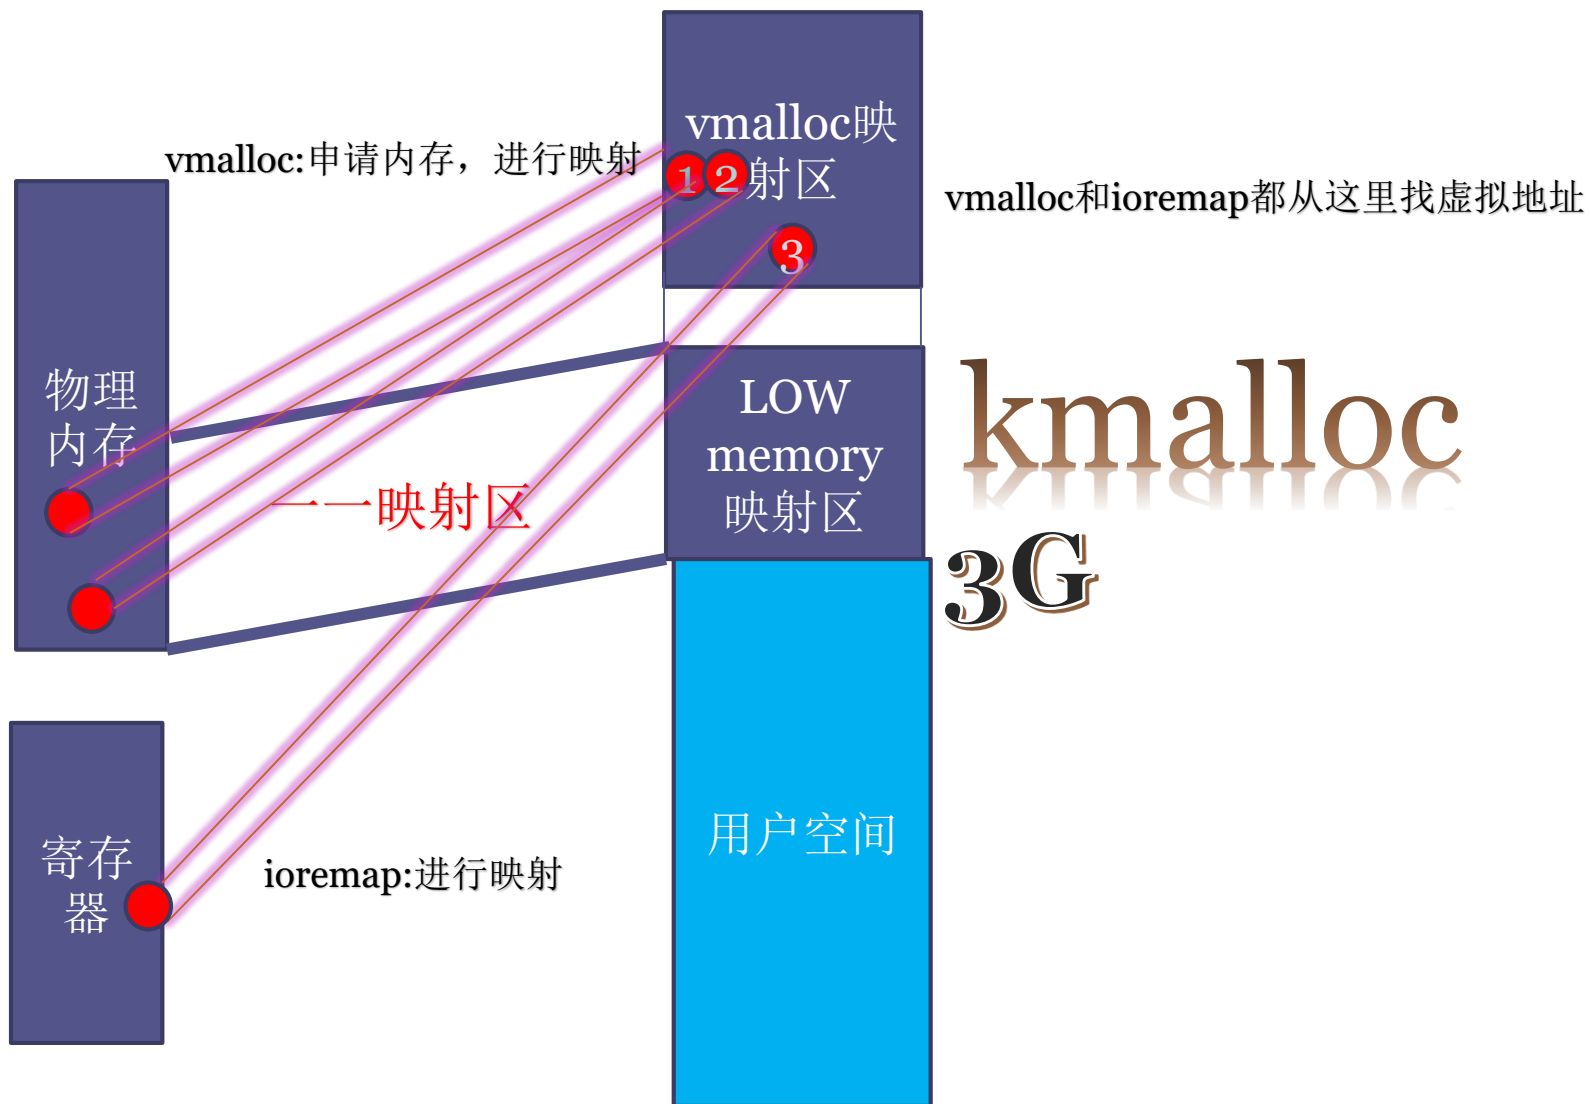 vmalloc映
射区
1
2
3
vmalloc:申请内存，进行映射
vmalloc和ioremap都从这里找虚拟地址
物理
内存
LOW
memory
映射区
kmalloc
一一映射区
3G
用户空间
寄存
器
ioremap:进行映射